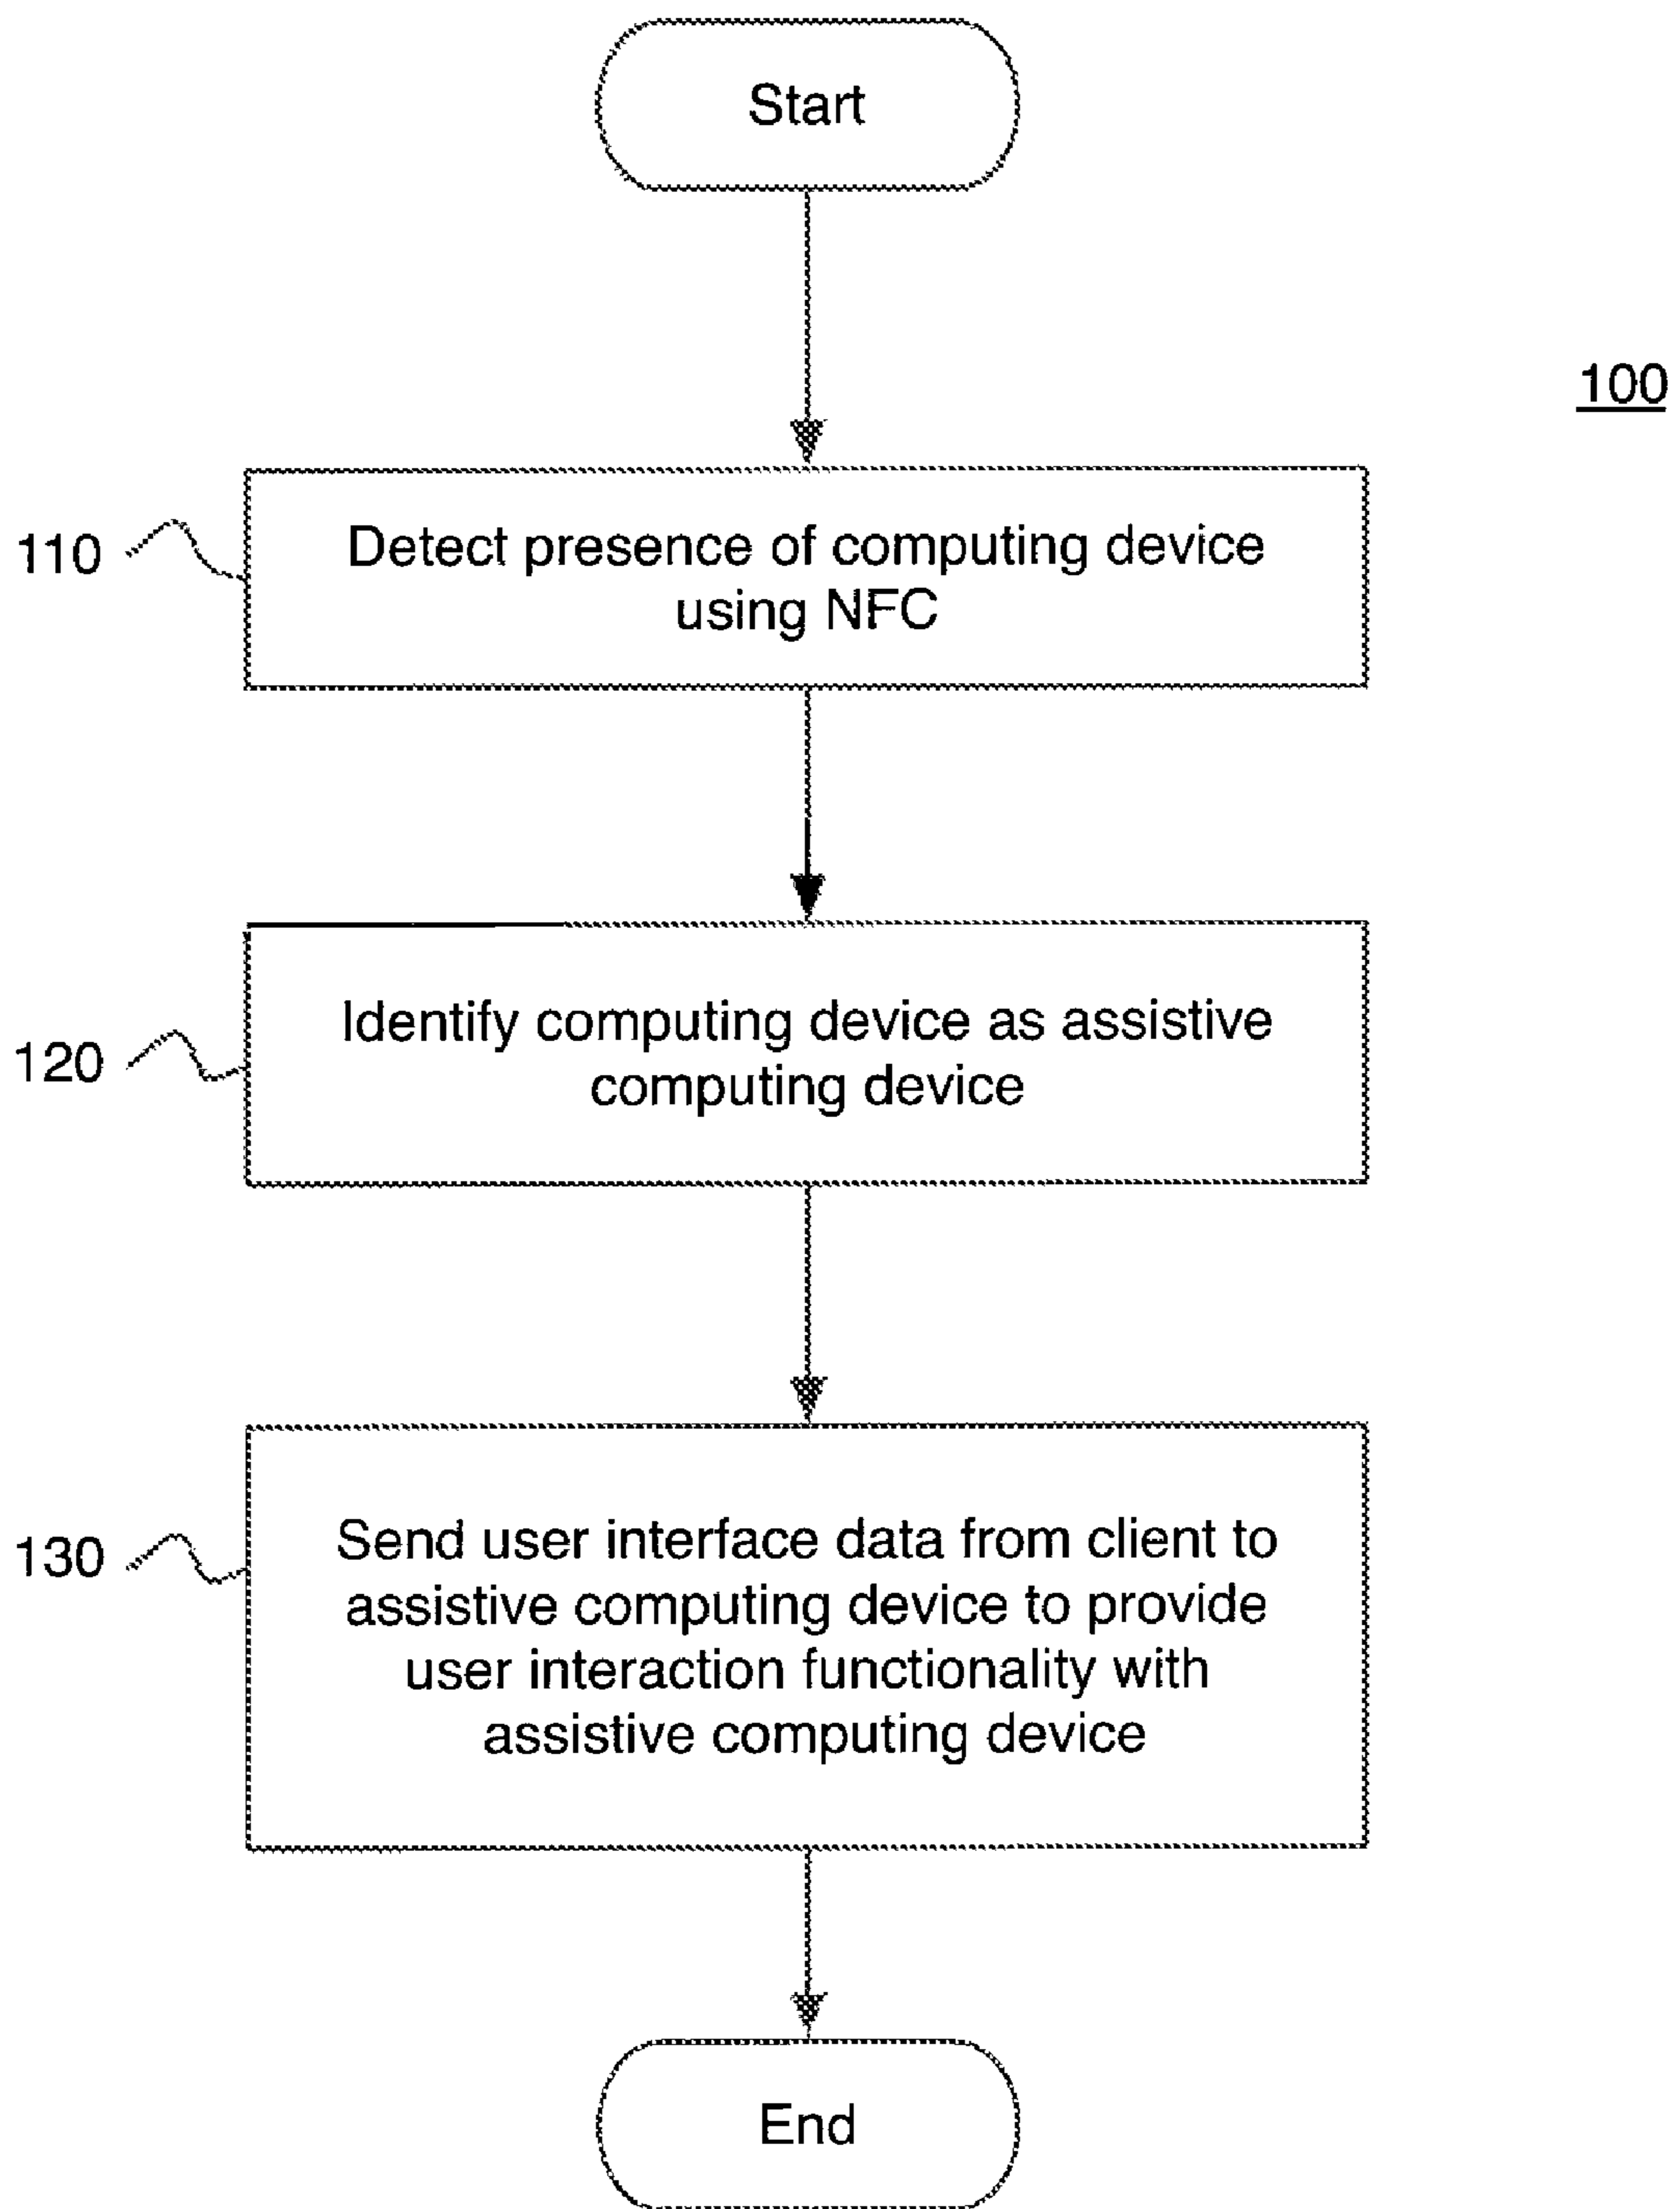 Start
100
110
Detect presence of computing device
using NFC
120
Identify computing device as assistive
computing device
130
Send user interface data from client to
assistive computing device to provide
user interaction functionality with
assistive computing device
End